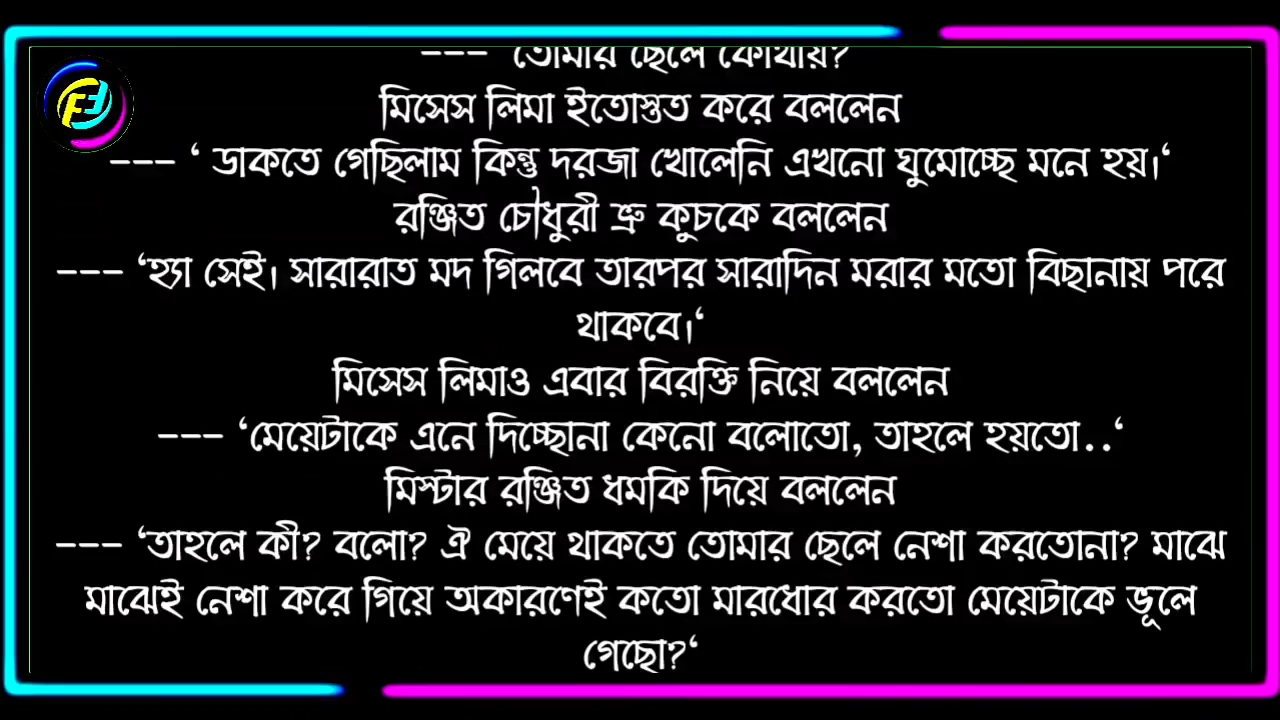 --- ‘তোমার ছেলে কোথায়?
মিসেস লিমা ইতোস্তত করে বললেন
--- ‘ ডাকতে গেছিলাম কিন্তু দরজা খোলেনি এখনো ঘুমোচ্ছে মনে হয়।‘
রঞ্জিত চৌধুরী ভ্রু কুচকে বললেন
--- ‘হ্যা সেই। সারারাত মদ গিলবে তারপর সারাদিন মরার মতো বিছানায় পরে
থাকবে।‘
মিসেস লিমাও এবার বিরক্তি নিয়ে বললেন
--- ‘মেয়েটাকে এনে দিচ্ছোনা কেনো বলোতো, তাহলে হয়তো..‘
মিস্টার রঞ্জিত ধমকি দিয়ে বললেন
--- ‘তাহলে কী? বলো? ঐ মেয়ে থাকতে তোমার ছেলে নেশা করতোনা? মাঝে
মাঝেই নেশা করে গিয়ে অকারণেই কতো মারধোর করতো মেয়েটাকে ভূলে
গেছো?‘